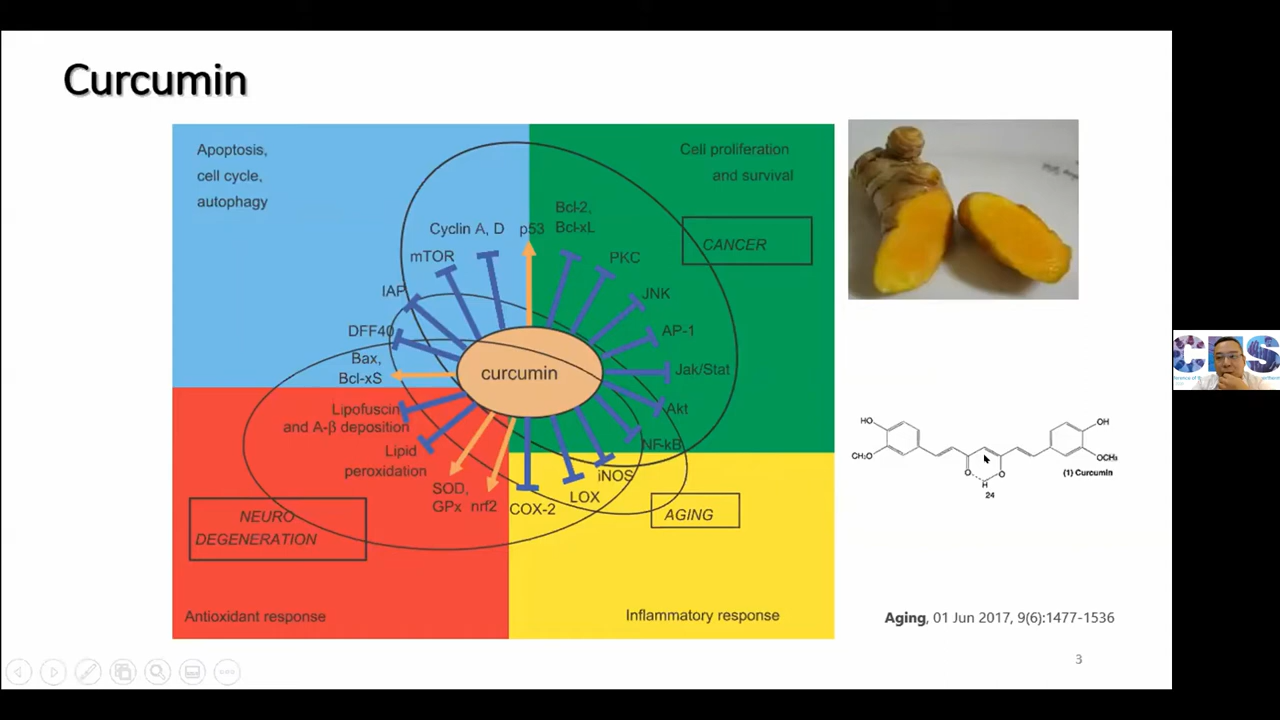 Curcumin
Apoptosis,
cell cycle,
autophagy
Cell proliferation
and survival
CANCER
Bcl-2,
Bcl-xL
Cyclin A, D
p53
mTOR
PKC
IAP
JNK
DFF40
AP-1
Bax,
Bcl-xS
curcumin
Jak/Stat
Lipofuscin
and A-β deposition
Akt
Lipid
peroxidation
NF-kB
iNOS
SOD,
GPx
nrf2
COX-2
LOX
AGING
NEURO
DEGENERATION
Antioxidant response
Inflammatory response
HO
CH₃O
OH
OCH₃
O
O
H
24
(1) Curcumin
Aging, 01 Jun 2017, 9(6):1477-1536
3